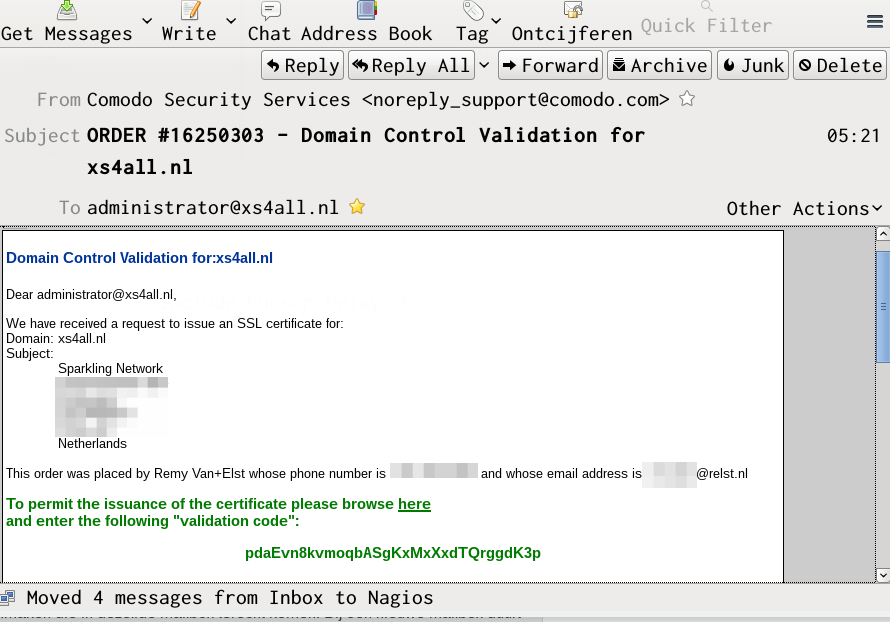 Get Messages Write Chat Address Book Tag Ontcijferen Quick Filter
Reply Reply All Forward Archive Junk Delete
From Comodo Security Services <noreply_support@comodo.com>
Subject ORDER #16250303 - Domain Control Validation for 05:21
xs4all.nl
To administrator@xs4all.nl Other Actions
Domain Control Validation for:xs4all.nl
Dear administrator@xs4all.nl,
We have received a request to issue an SSL certificate for:
Domain: xs4all.nl
Subject:
Sparkling Network
Netherlands
This order was placed by Remy Van+Elst whose phone number is and whose email address is @relst.nl
To permit the issuance of the certificate please browse here
and enter the following "validation code":
pdaEvn8kvmoqbASgKxMxXxdTQrggdK3p
Moved 4 messages from Inbox to Nagios